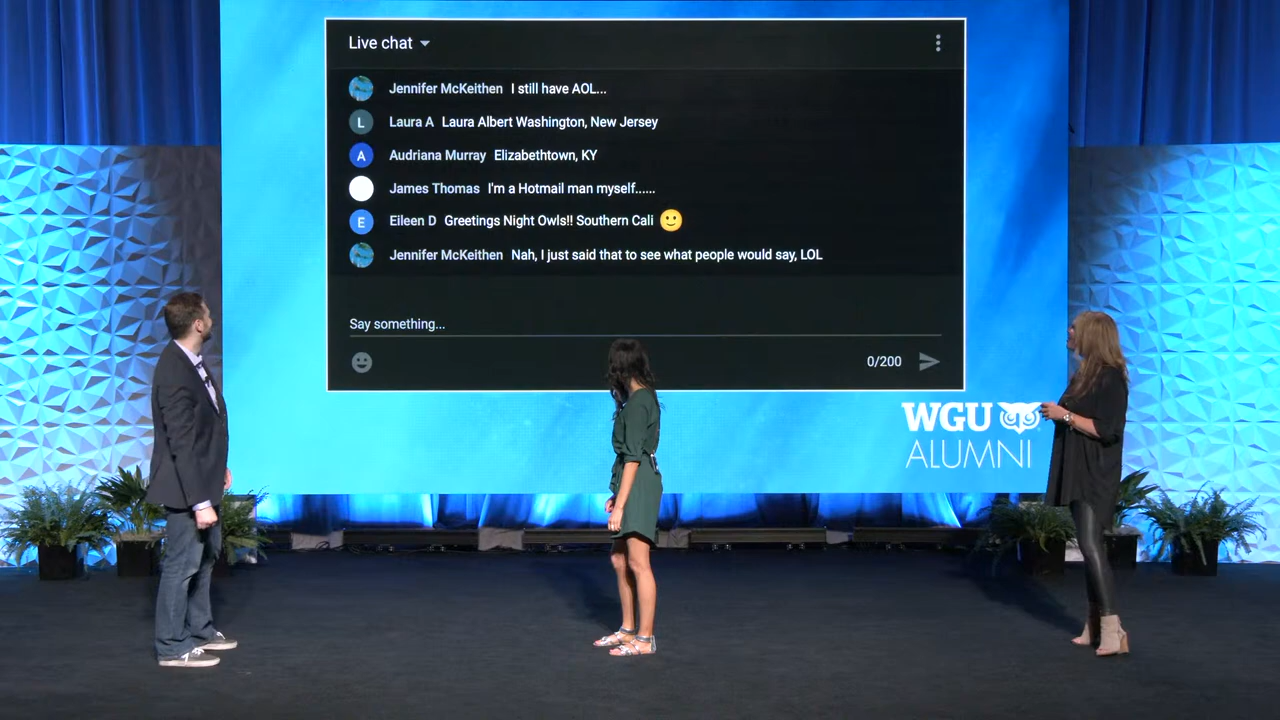 Live chat
Jennifer McKeithen I still have AOL...
L Laura A Laura Albert Washington, New Jersey
A Audriana Murray Elizabethtown, KY
James Thomas I'm a Hotmail man myself......
E Eileen D Greetings Night Owls!! Southern Cali 🙂
Jennifer McKeithen Nah, I just said that to see what people would say, LOL
Say something...
0/200
WGU
ALUMNI